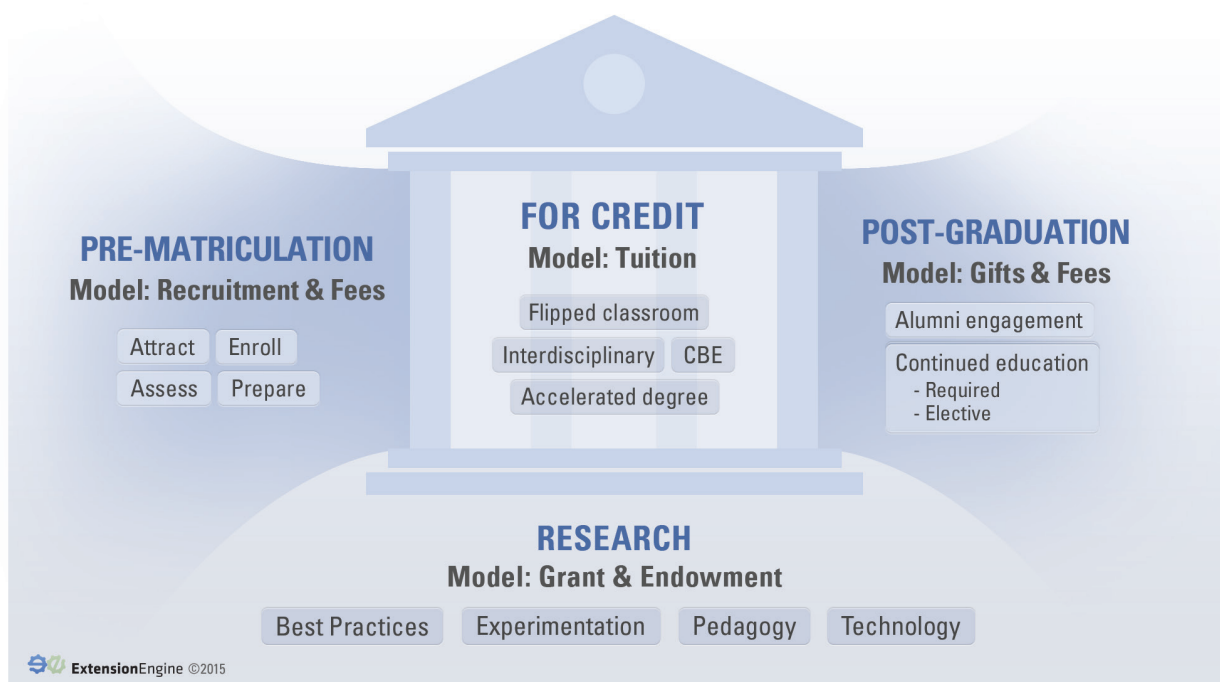 PRE-MATRICULATION
Model: Recruitment & Fees
Attract
Enroll
Assess
Prepare
FOR CREDIT
Model: Tuition
Flipped classroom
Interdisciplinary
CBE
Accelerated degree
POST-GRADUATION
Model: Gifts & Fees
Alumni engagement
Continued education
- Required
- Elective
RESEARCH
Model: Grant & Endowment
Best Practices
Experimentation
Pedagogy
Technology
ExtensionEngine ©2015